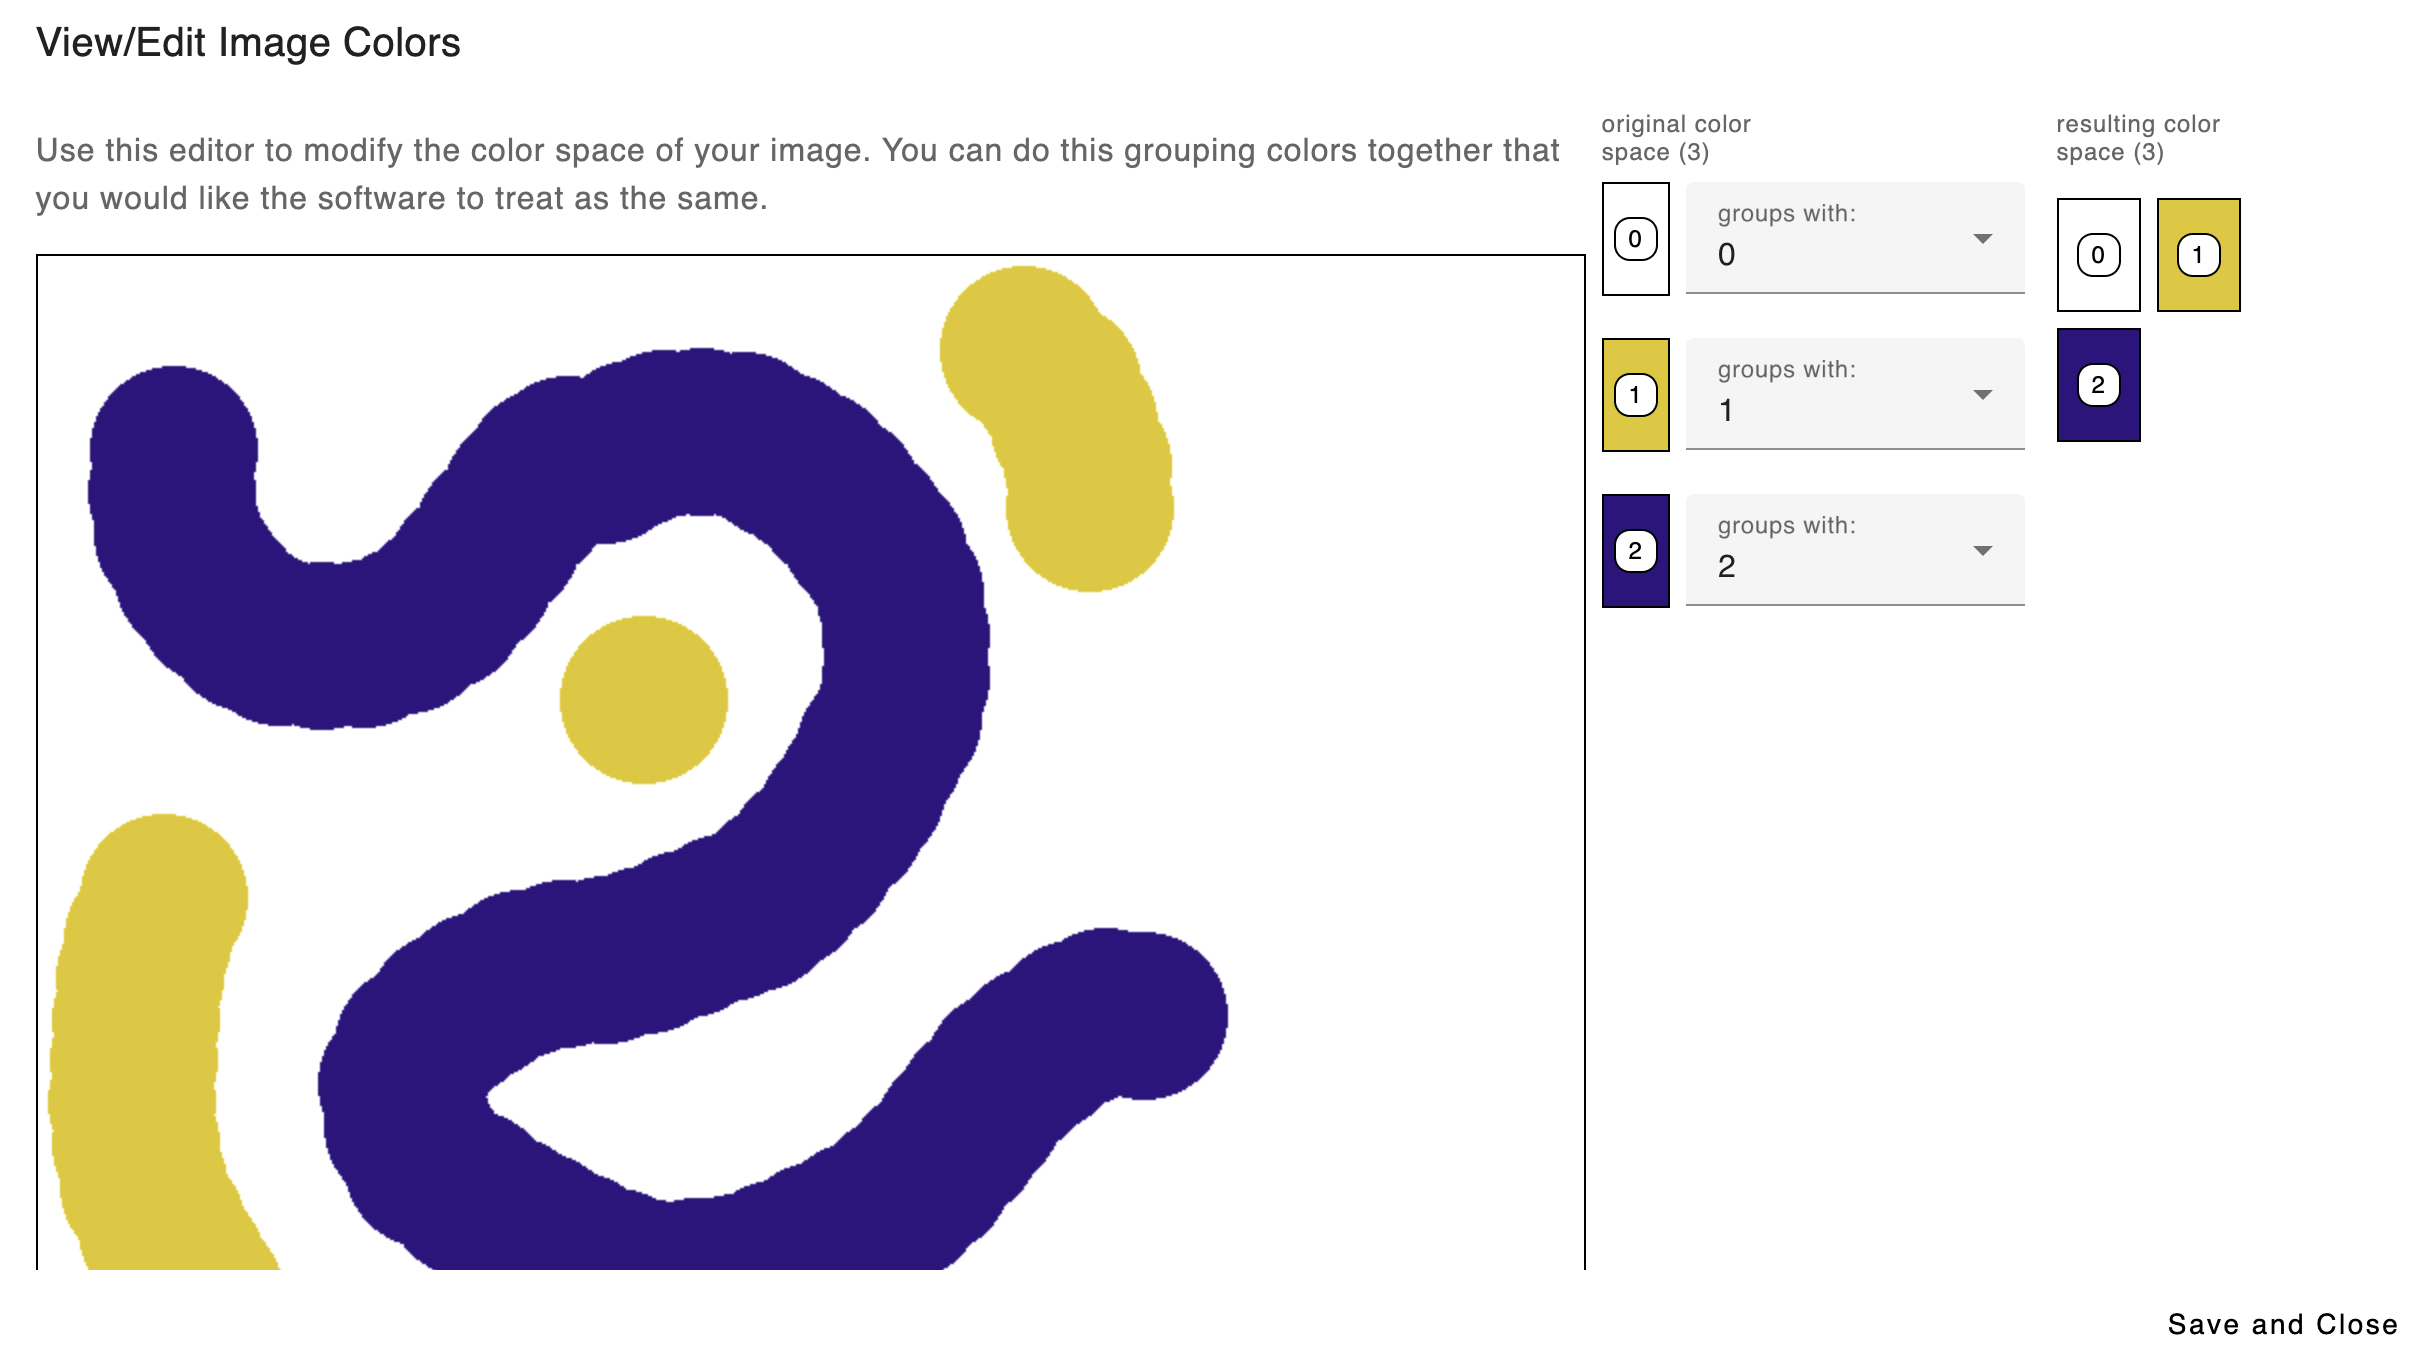 View/Edit Image Colors
Use this editor to modify the color space of your image. You can do this grouping colors together that
you would like the software to treat as the same.
original color
space (3)
0
groups with:
0
1
groups with:
1
2
groups with:
2
resulting color
space (3)
0
1
2
Save and Close